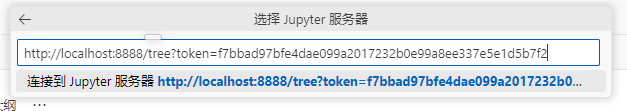 选择 Jupyter 服务器
http://localhost:8888/tree?token=f7bbad97bfe4dae099a2017232b0e99a8ee337e5e1d5b7f2
连接到 Jupyter 服务器 http://localhost:8888/tree?token=f7bbad97bfe4dae099a2017232b0...
纲 ...